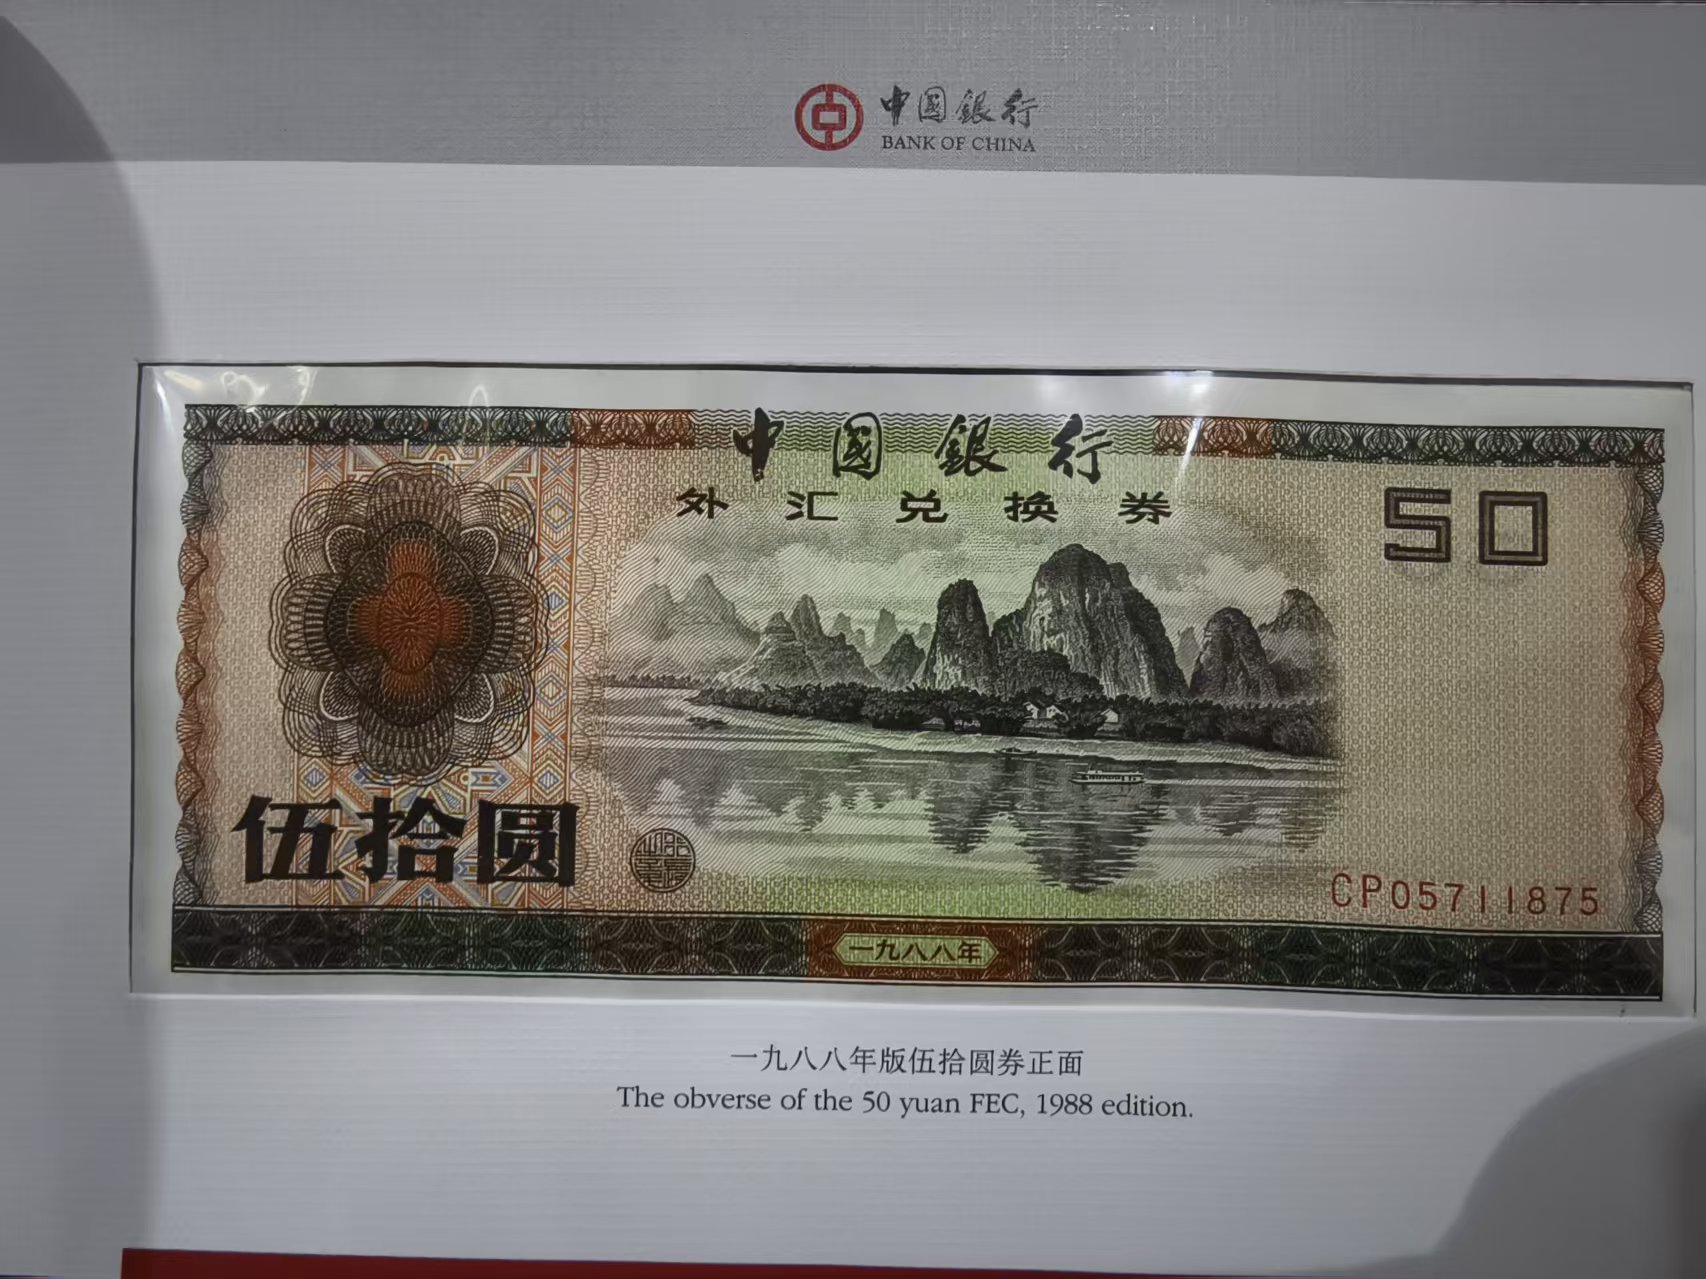 中国銀行
BANK OF CHINA
中國銀行
外汇兑换券
50
伍拾圆
CP05711875
一九八八年
一九八八年版伍拾圆券正面
The obverse of the 50 yuan FEC, 1988 edition.